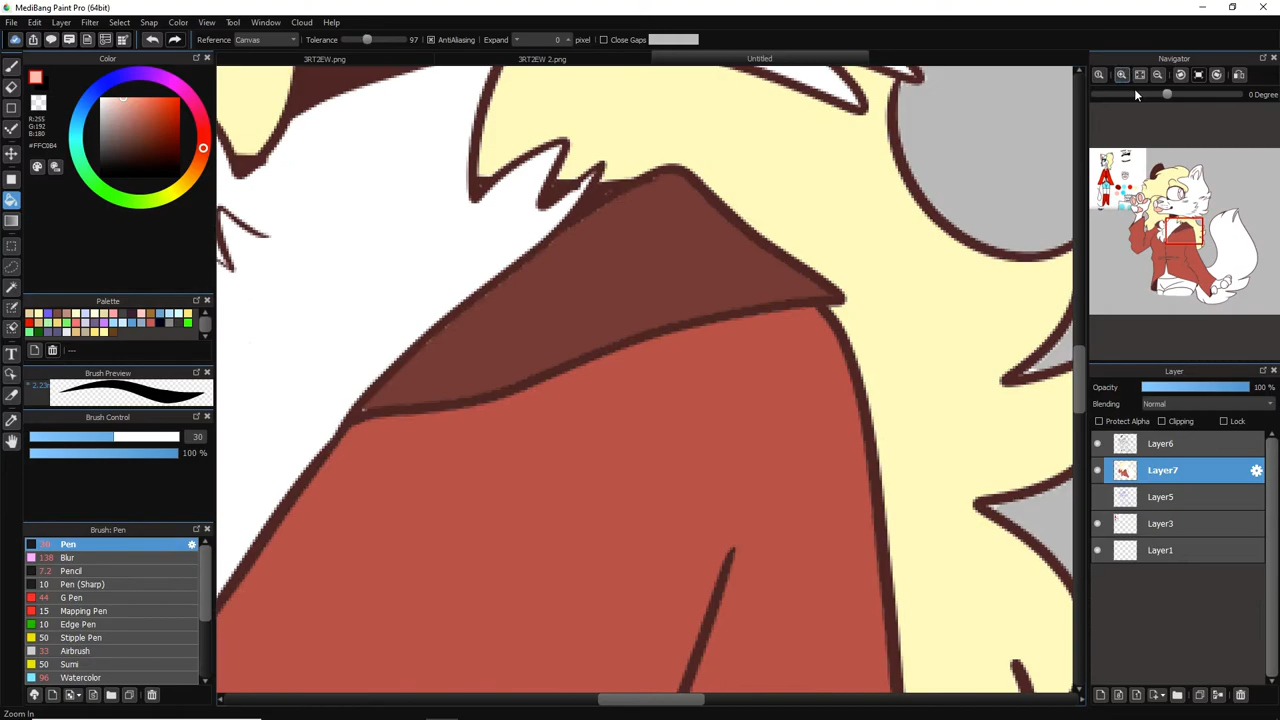 MediBang Paint Pro (64bit)
File Edit Layer Filter Select Snap Color View Tool Window Cloud Help
Reference Canvas Tolerance 97 AntiAliasing Expand 0 pixel Close Gaps
Color 3RT2EW.png 3RT2EW 2.png Untitled Navigator
0 Degree
R:255
G:192
B:180
#FFC0B4
Palette
---
Brush Preview
Brush Control
30
100 %
Layer
Opacity 100 %
Blending Normal
Protect Alpha Clipping Lock
Layer6
Layer7
Layer5
Layer3
Layer1
Brush: Pen
Pen
138 Blur
7.2 Pencil
10 Pen (Sharp)
44 G Pen
15 Mapping Pen
10 Edge Pen
50 Stipple Pen
33 Airbrush
50 Sumi
96 Watercolor
Zoom In